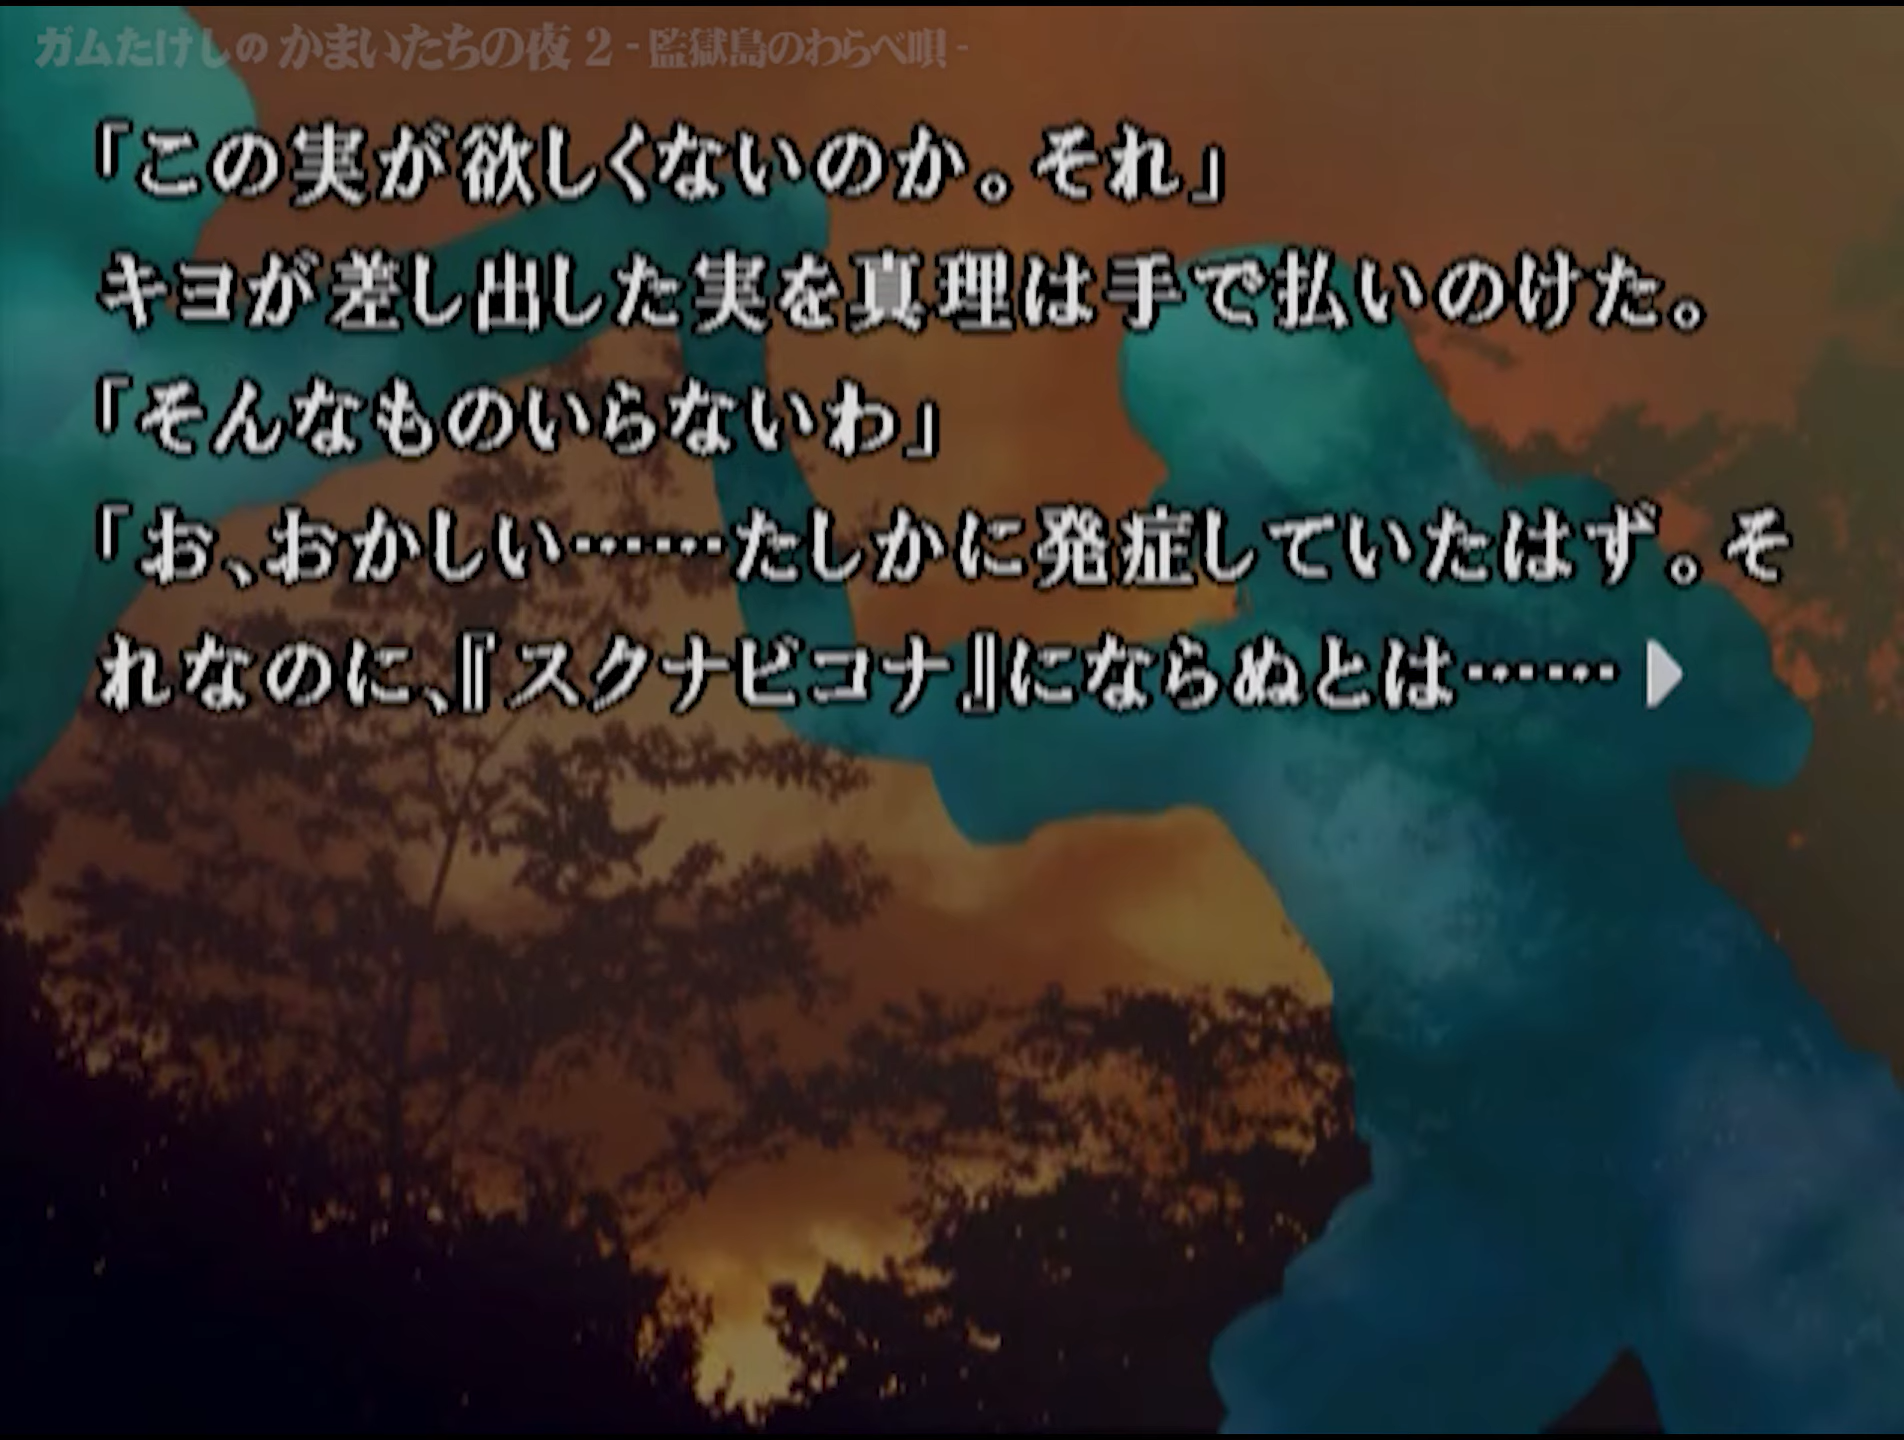 ガムたけしの かまいたちの夜 2 - 監獄島のわらべ唄 -
「この実が欲しくないのか。それ」
キヨが差し出した実を真理は手で払いのけた。
「そんなものいらないわ」
「お、おかしい……たしかに発症していたはず。そ
れなのに、『スクナビコナ』にならぬとは……